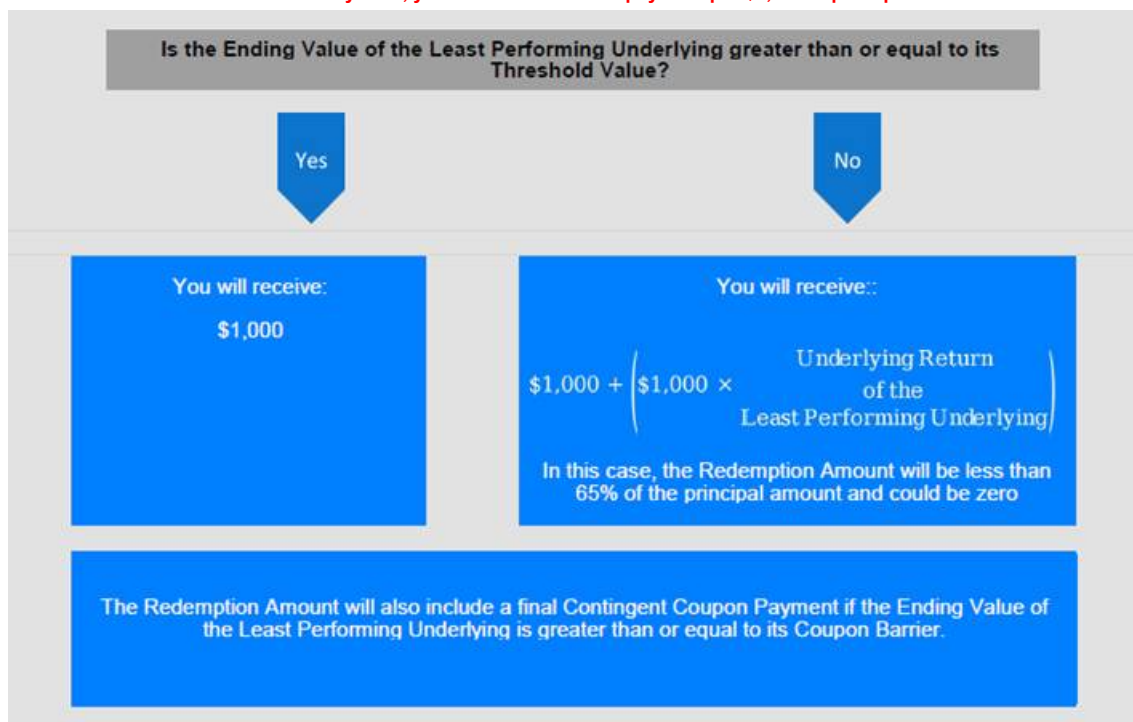 Is the Ending Value of the Least Performing Underlying greater than or equal to its
Threshold Value?
Yes
No
You will receive:
$1,000
You will receive::
$1,000 + ($1,000 × Underlying Return
of the
Least Performing Underlying)
In this case, the Redemption Amount will be less than
65% of the principal amount and could be zero
The Redemption Amount will also include a final Contingent Coupon Payment if the Ending Value of
the Least Performing Underlying is greater than or equal to its Coupon Barrier.